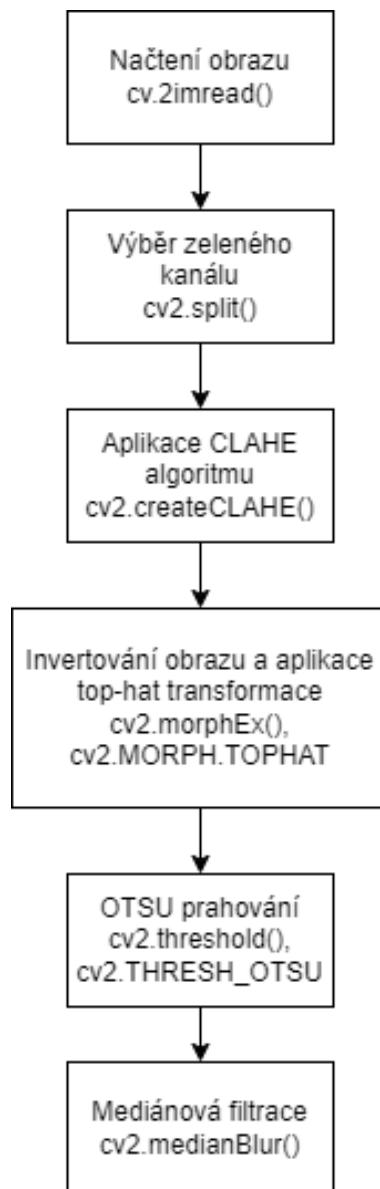 Načtení obrazu
cv.2imread()
Výběr zeleného
kanálu
cv2.split()
Aplikace CLAHE
algoritmu
cv2.createCLAHE()
Invertování obrazu a aplikace
top-hat transformace
cv2.morphEx(),
cv2.MORPH.TOPHAT
OTSU prahování
cv2.threshold(),
cv2.THRESH_OTSU
Mediánová filtrace
cv2.medianBlur()